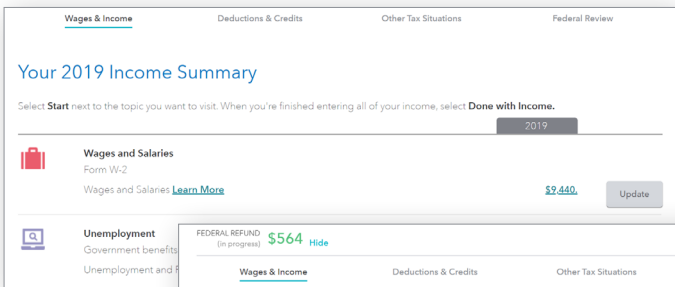 Wages & Income Deductions & Credits Other Tax Situations Federal Review
Your 2019 Income Summary
Select Start next to the topic you want to visit. When you're finished entering all of your income, select Done with Income.
2019
Wages and Salaries
Form W-2
Wages and Salaries Learn More $9,440. Update
Unemployment
Government benefits
Unemployment and
FEDERAL REFUND
(in progress) $564 Hide
Wages & Income Deductions & Credits Other Tax Situations